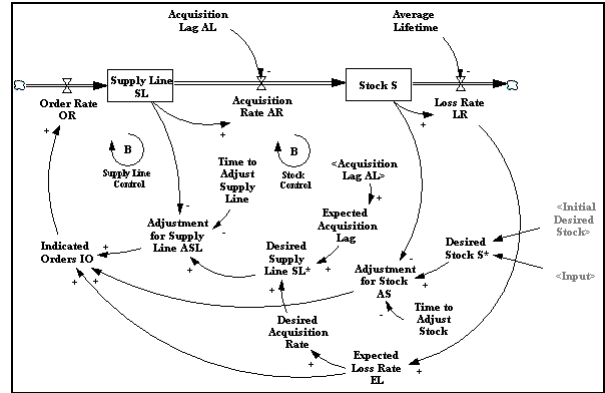 Acquisition
Lag AL
Average
Lifetime
Supply Line
SL
Stock S
Order Rate
OR
Acquisition
Rate AR
Loss Rate
LR
B
Supply Line
Control
Time to
Adjust
Supply
Line
B
Stock
Control
<Acquisition
Lag AL>
Expected
Acquisition
Lag
<Initial
Desired
Stock>
Adjustment
for Supply
Line ASL
Indicated
Orders IO
Desired
Supply
Line SL*
Adjustment
for Stock
AS
Desired
Stock S*
<Input>
Time to
Adjust
Stock
Desired
Acquisition
Rate
Expected
Loss Rate
EL